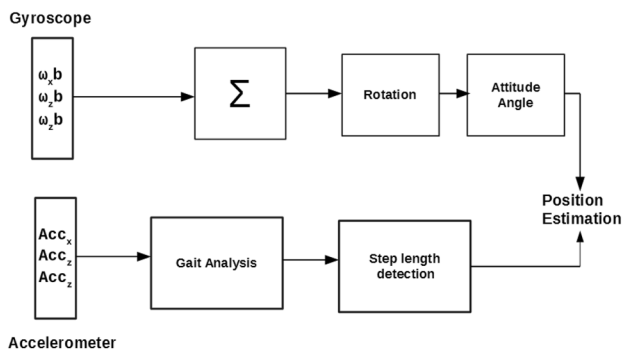 Gyroscope
ωxb
ωzb
ωzb
Σ
Rotation
Attitude
Angle
Position
Estimation
Accx
Accz
Accz
Gait Analysis
Step length
detection
Accelerometer